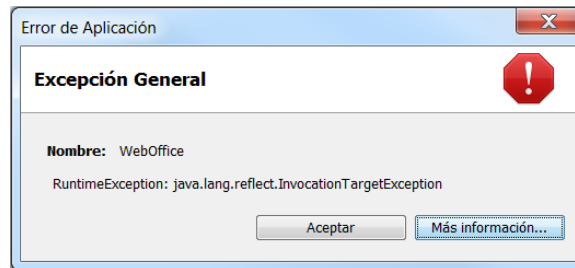 Error de Aplicación
Excepción General
Nombre: WebOffice
RuntimeException: java.lang.reflect.InvocationTargetException
Aceptar Más información...